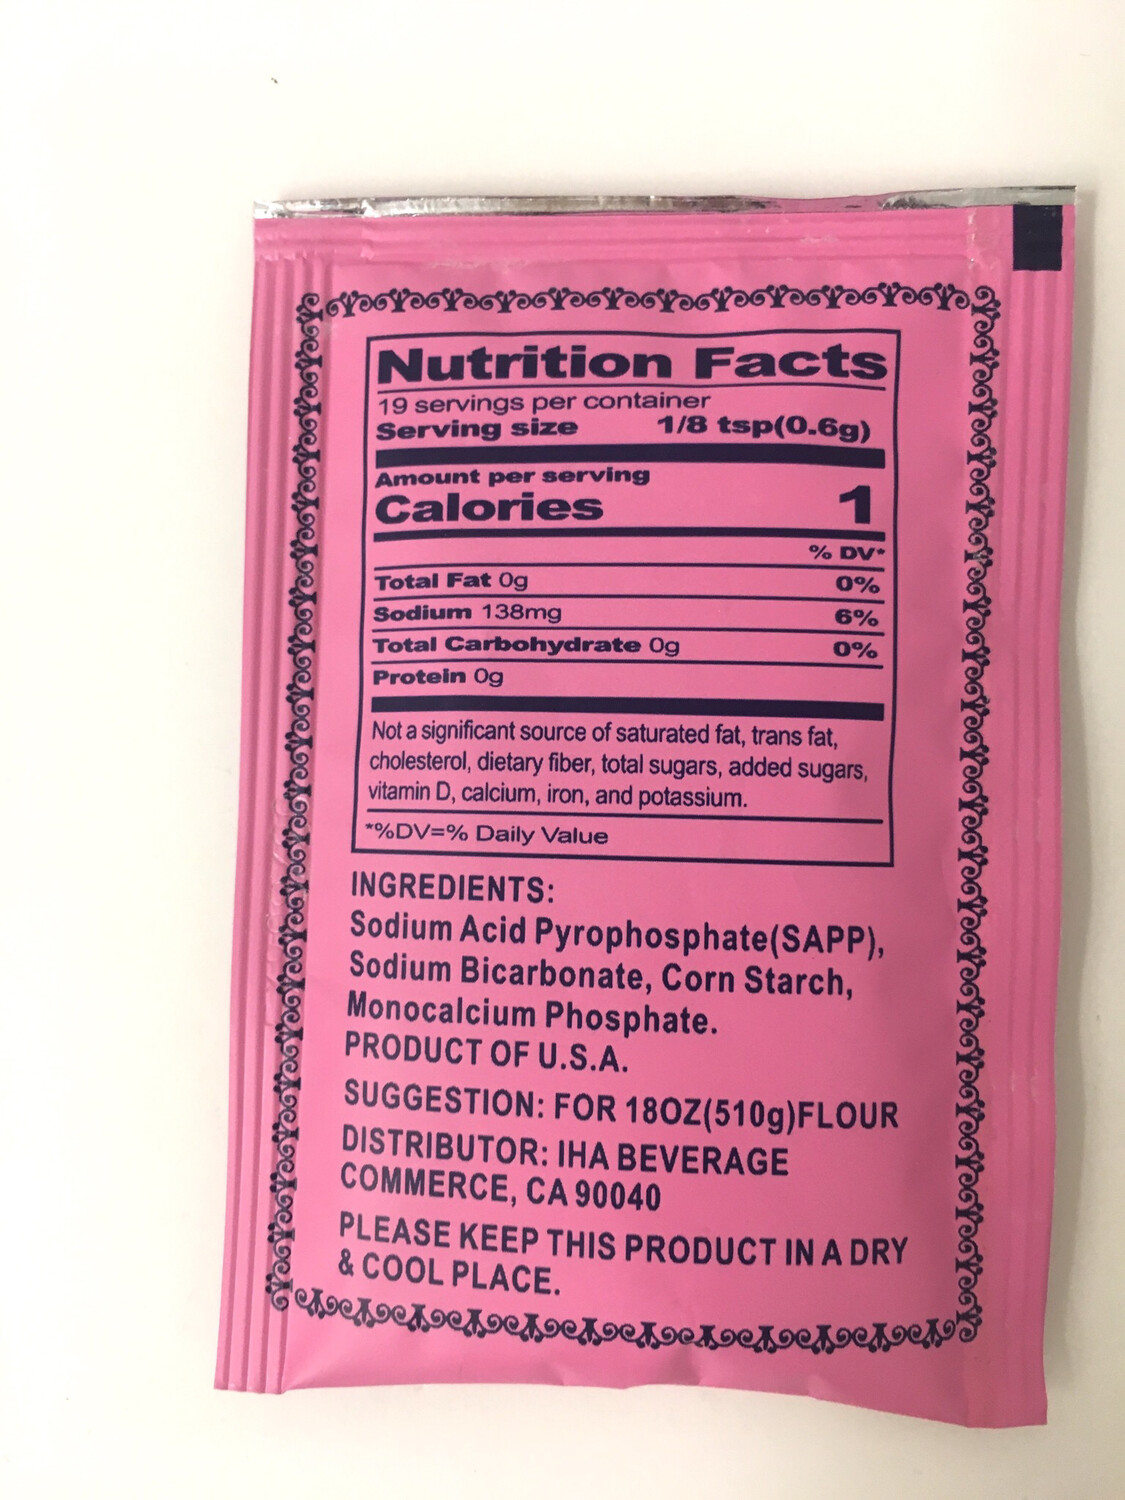 Nutrition Facts
19 servings per container
Serving size 1/8 tsp(0.6g)
Amount per serving
Calories 1
% DV*
Total Fat 0g 0%
Sodium 138mg 6%
Total Carbohydrate 0g 0%
Protein 0g
Not a significant source of saturated fat, trans fat,
cholesterol, dietary fiber, total sugars, added sugars,
vitamin D, calcium, iron, and potassium.
*%DV=% Daily Value
INGREDIENTS:
Sodium Acid Pyrophosphate(SAPP),
Sodium Bicarbonate, Corn Starch,
Monocalcium Phosphate.
PRODUCT OF U.S.A.
SUGGESTION: FOR 18OZ(510g)FLOUR
DISTRIBUTOR: IHA BEVERAGE
COMMERCE, CA 90040
PLEASE KEEP THIS PRODUCT IN A DRY
& COOL PLACE.